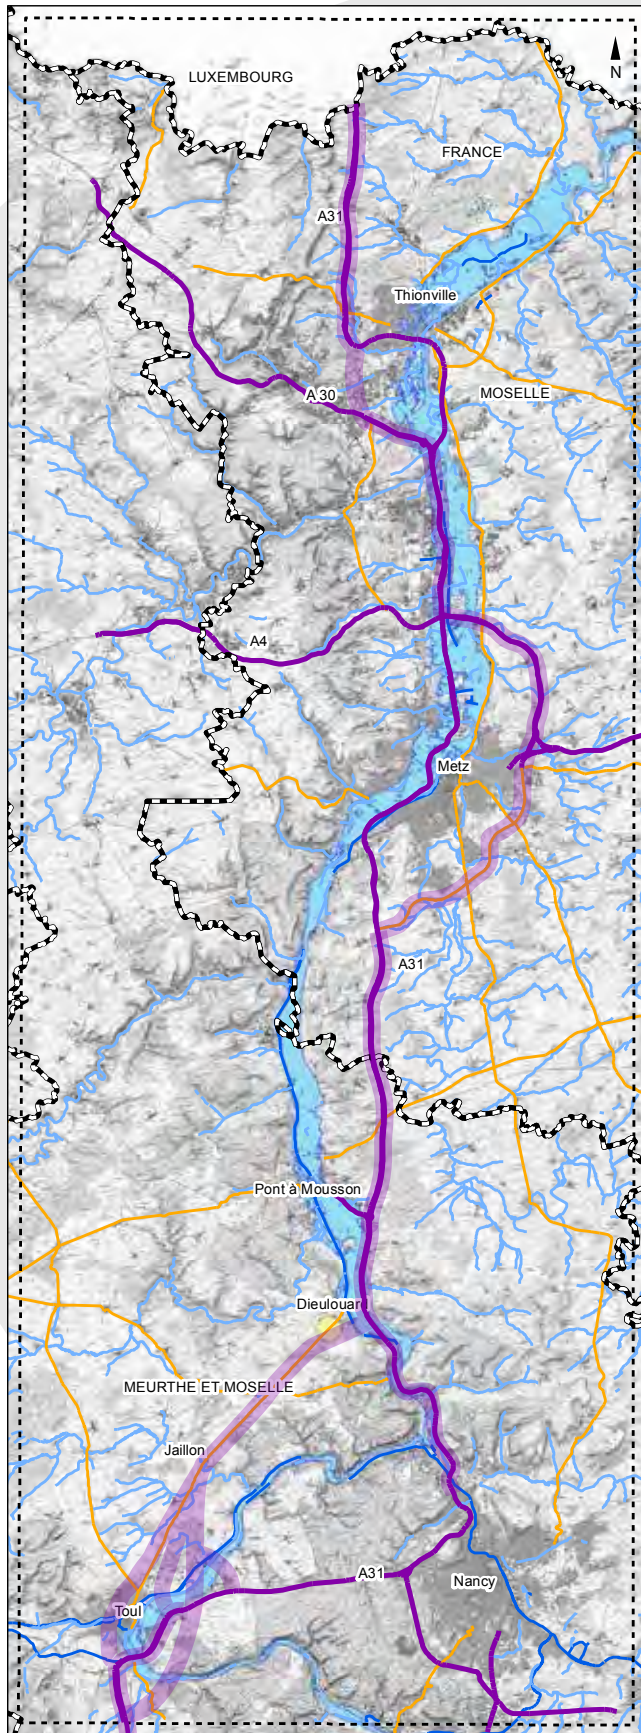 LUXEMBOURG
N
FRANCE
A31
Thionville
MOSELLE
A 30
A4
Metz
A31
Pont à Mousson
Dieulouard
MEURTHE ET MOSELLE
Jaillon
A31
Nancy
Toul